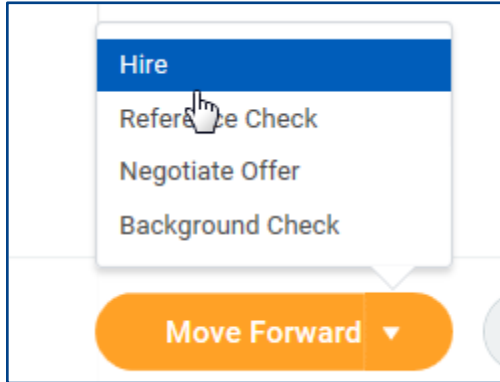 Hire
Reference Check
Negotiate Offer
Background Check
Move Forward